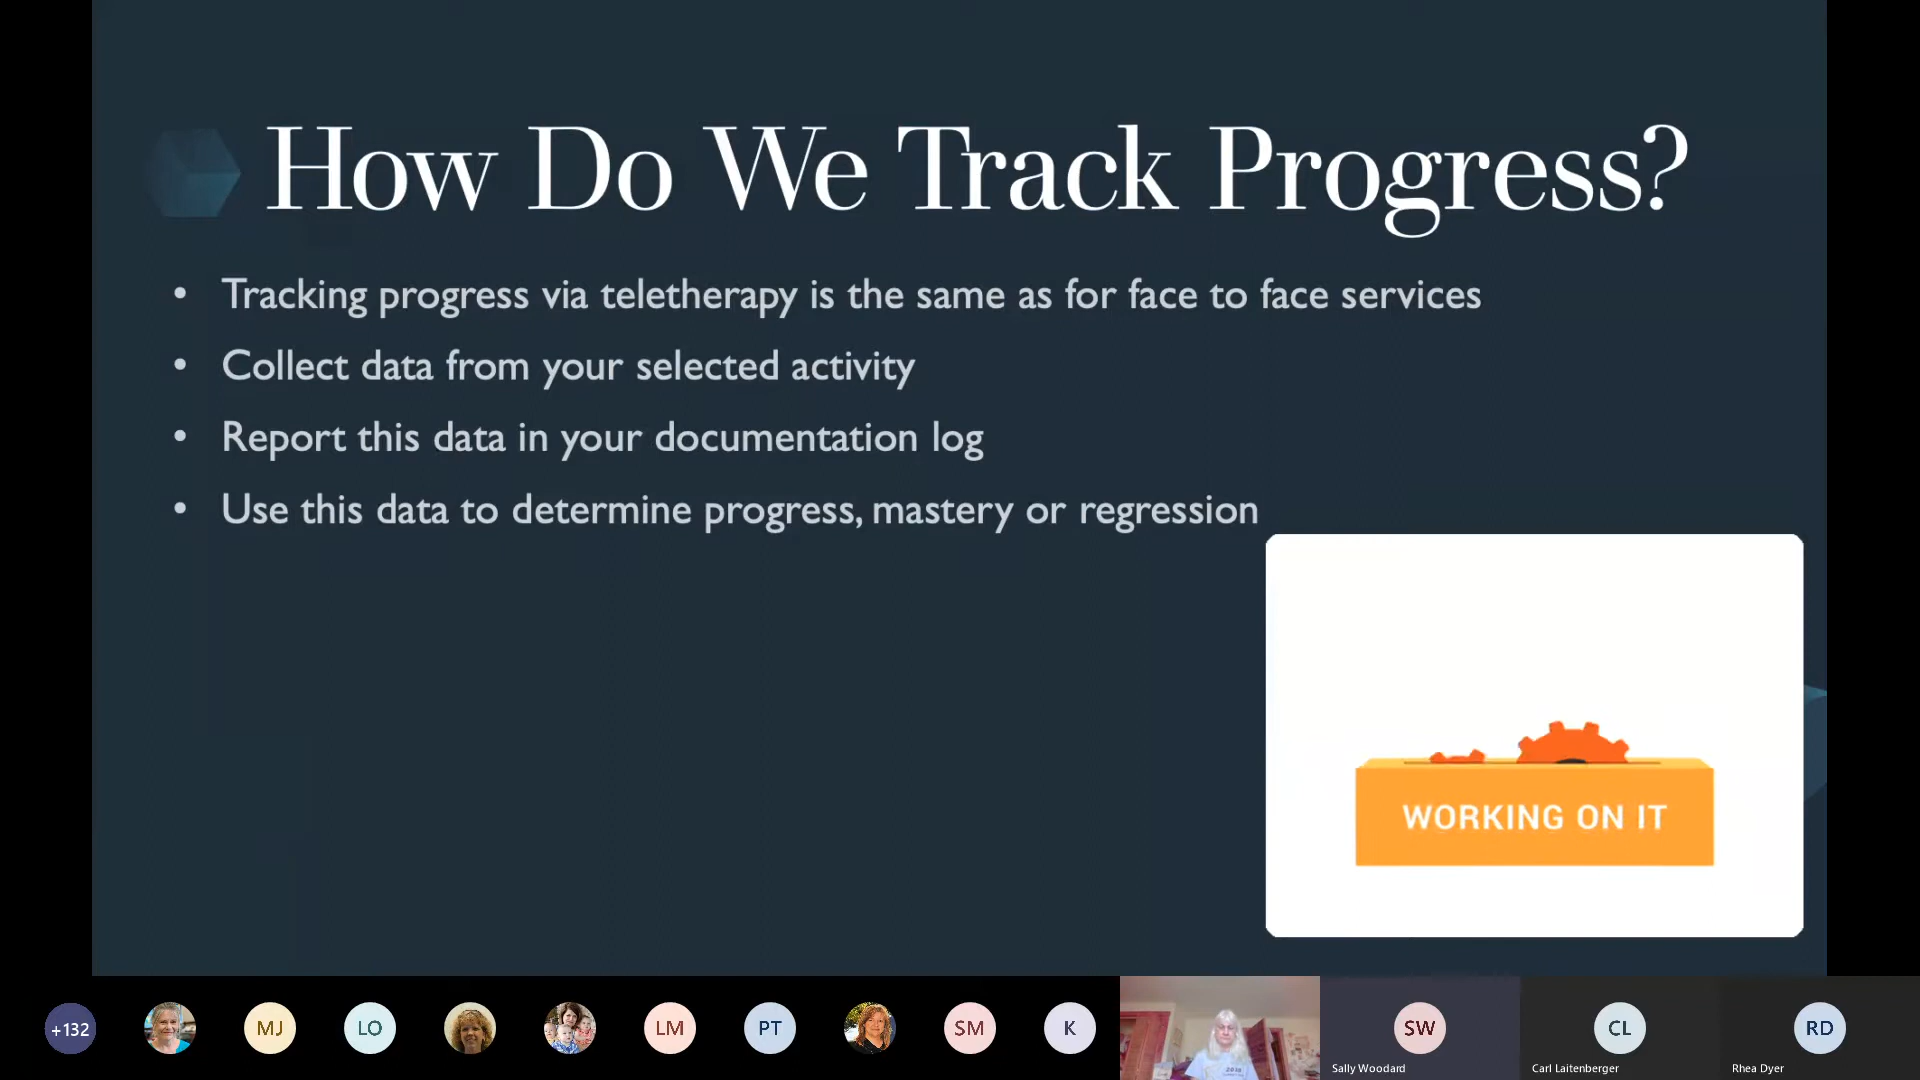 How Do We Track Progress?
• Tracking progress via teletherapy is the same as for face to face services
• Collect data from your selected activity
• Report this data in your documentation log
• Use this data to determine progress, mastery or regression
WORKING ON IT
+132
MJ
LO
LM
PT
SM
K
SW
CL
RD
Sally Woodard
Carl Laitenberger
Rhea Dyer